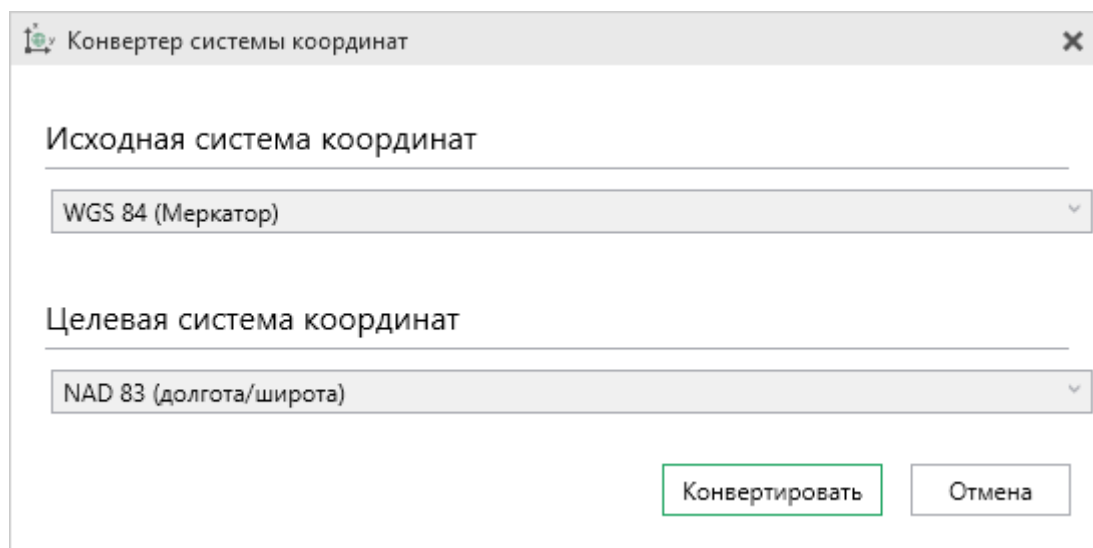 Конвертер системы координат
Исходная система координат
WGS 84 (Меркатор)
Целевая система координат
NAD 83 (долгота/широта)
Конвертировать Отмена